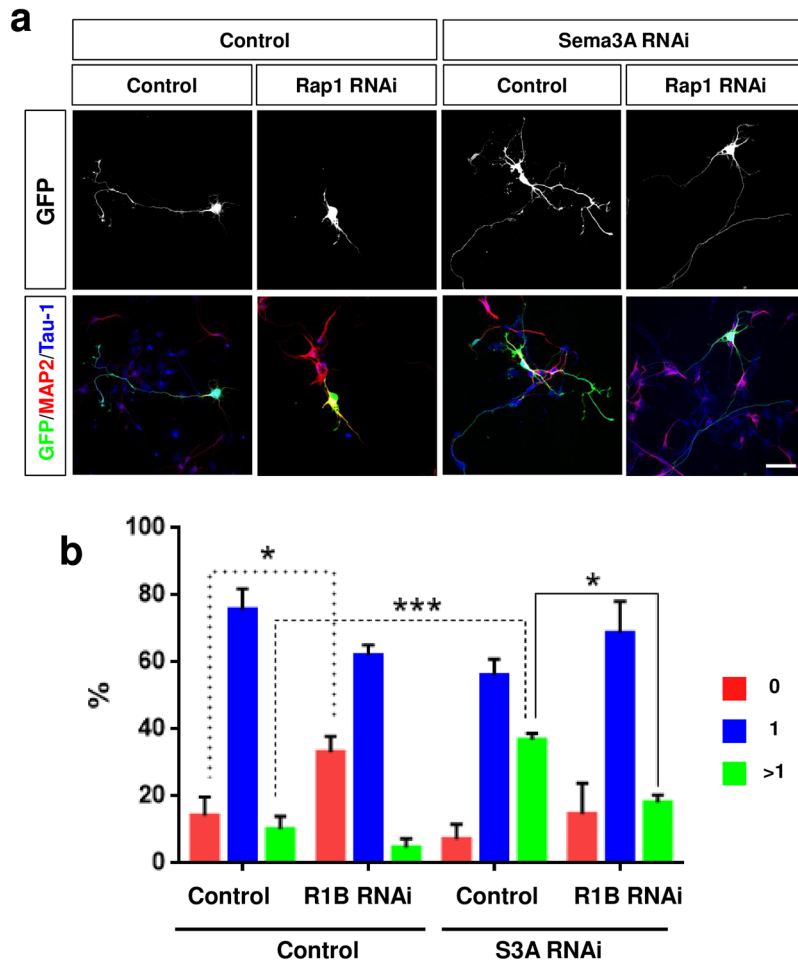 a
Control
Sema3A RNAi
Control
Rap1 RNAi
Control
Rap1 RNAi
GFP
GFP/MAP2/Tau-1
b
100
80
60
40
20
0
%
*
***
*
0
1
>1
Control
R1B RNAi
Control
R1B RNAi
Control
S3A RNAi